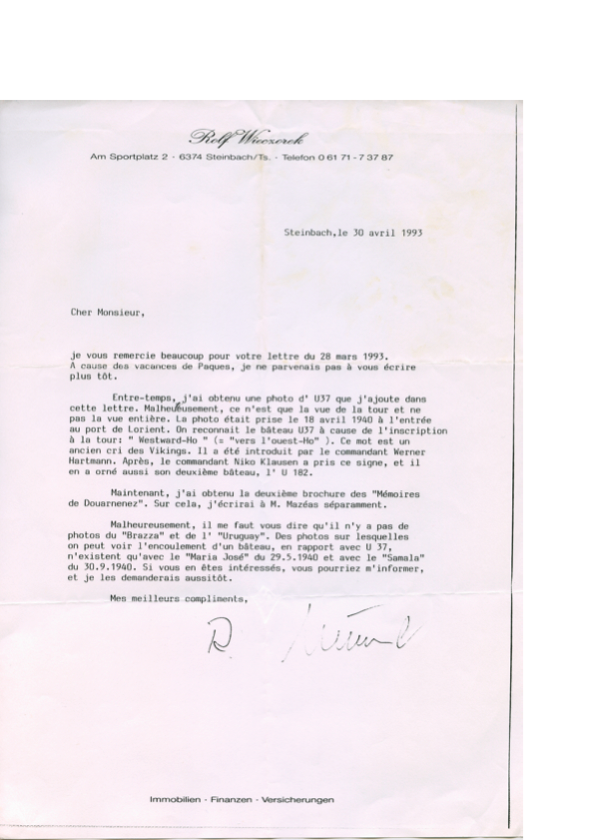 Rolf Wieczorek
Am Sportplatz 2 · 6374 Steinbach/Ts. · Telefon 0 61 71 - 7 37 87
Steinbach,le 30 avril 1993
Cher Monsieur,
je vous remercie beaucoup pour votre lettre du 28 mars 1993.
A cause des vacances de Paques, je ne parvenais pas à vous écrire
plus tôt.
Entre-temps, j'ai obtenu une photo d' U37 que j'ajoute dans
cette lettre. Malheureusement, ce n'est que la vue de la tour et ne
pas la vue entière. La photo était prise le 18 avril 1940 à l'entrée
au port de Lorient. On reconnait le bâteau U37 à cause de l'inscription
à la tour: " Westward-Ho " (= "vers l'ouest-Ho" ). Ce mot est un
ancien cri des Vikings. Il a été introduit par le commandant Werner
Hartmann. Après, le commandant Niko Klausen a pris ce signe, et il
en a orné aussi son deuxième bâteau, l' U 182.
Maintenant, j'ai obtenu la deuxième brochure des "Mémoires
de Douarnenez". Sur cela, j'écrirai à M. Mazéas séparamment.
Malheureusement, il me faut vous dire qu'il n'y a pas de
photos du "Brazza" et de l' "Uruguay". Des photos sur lesquelles
on peut voir l'encoulement d'un bâteau, en rapport avec U 37,
n'existent qu'avec le "Maria José" du 29.5.1940 et avec le "Samala"
du 30.9.1940. Si vous en êtes intéressés, vous pourriez m'informer,
et je les demanderais aussitôt.
Mes meilleurs compliments,
R.
Immobilien · Finanzen · Versicherungen